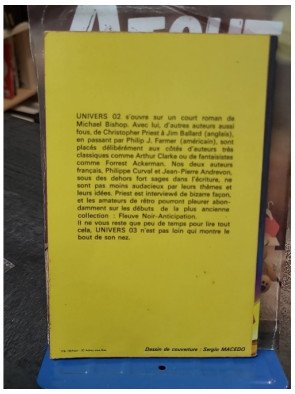 UNIVERS 02 s'ouvre sur un court roman de
Michael Bishop. Avec lui, d'autres auteurs aussi
fous, de Christopher Priest à Jim Ballard (anglais),
en passant par Philip J. Farmer (américain), sont
placés délibérément aux côtés d'auteurs très
classiques comme Arthur Clarke ou de fantaisistes
comme Forrest Ackerman. Nos deux auteurs
français, Philippe Curval et Jean-Pierre Andrevon,
sous des dehors fort sages dans l'écriture, ne
sont pas moins audacieux par leurs thèmes et
leurs idées. Priest est interviewé de bizarre façon,
et les amateurs de rétro pourront pleurer abon-
damment sur les débuts de la plus ancienne
collection : Fleuve Noir-Anticipation.
Il ne vous reste que peu de temps pour lire tout
cela, UNIVERS 03 n'est pas loin qui montre le
bout de son nez.
Dessin de couverture : Sergio MACEDO